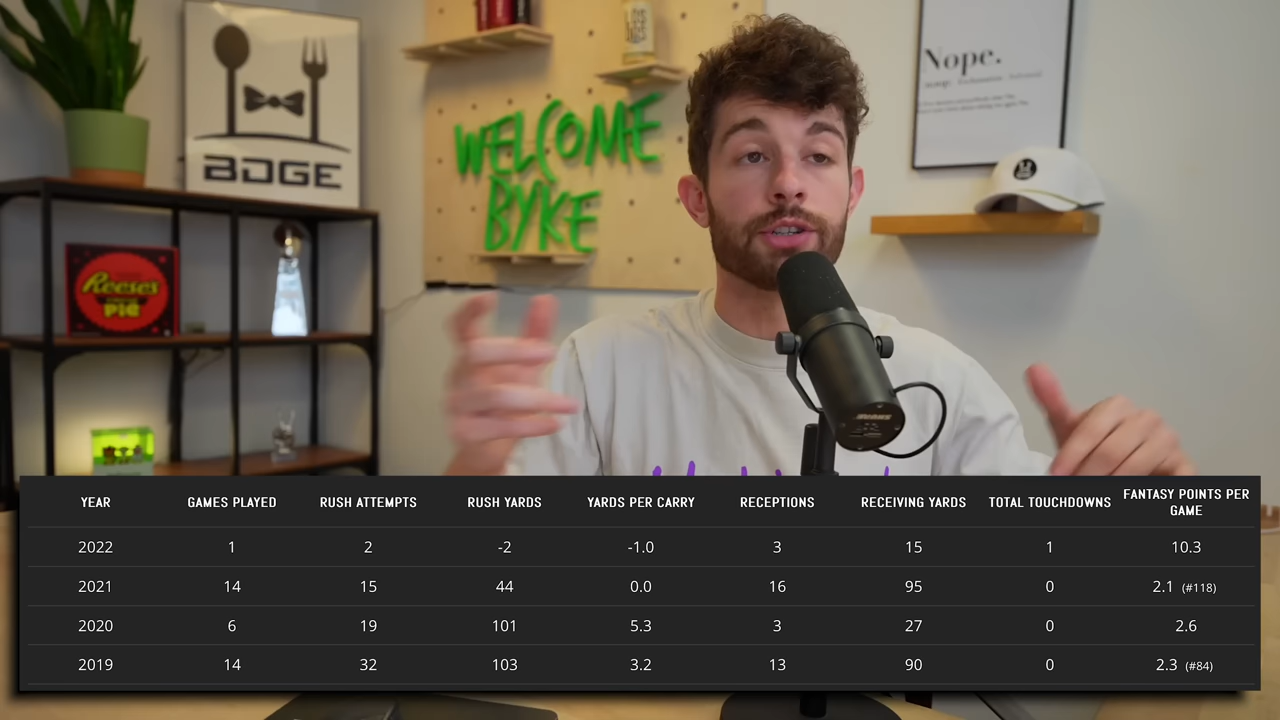 BDGE
WELCOME
BYKE
Nope.
Reese's
PIE
YEAR GAMES PLAYED RUSH ATTEMPTS RUSH YARDS YARDS PER CARRY RECEPTIONS RECEIVING YARDS TOTAL TOUCHDOWNS FANTASY POINTS PER GAME
2022 1 2 -2 -1.0 3 15 1 10.3
2021 14 15 44 0.0 16 95 0 2.1 (#118)
2020 6 19 101 5.3 3 27 0 2.6
2019 14 32 103 3.2 13 90 0 2.3 (#84)